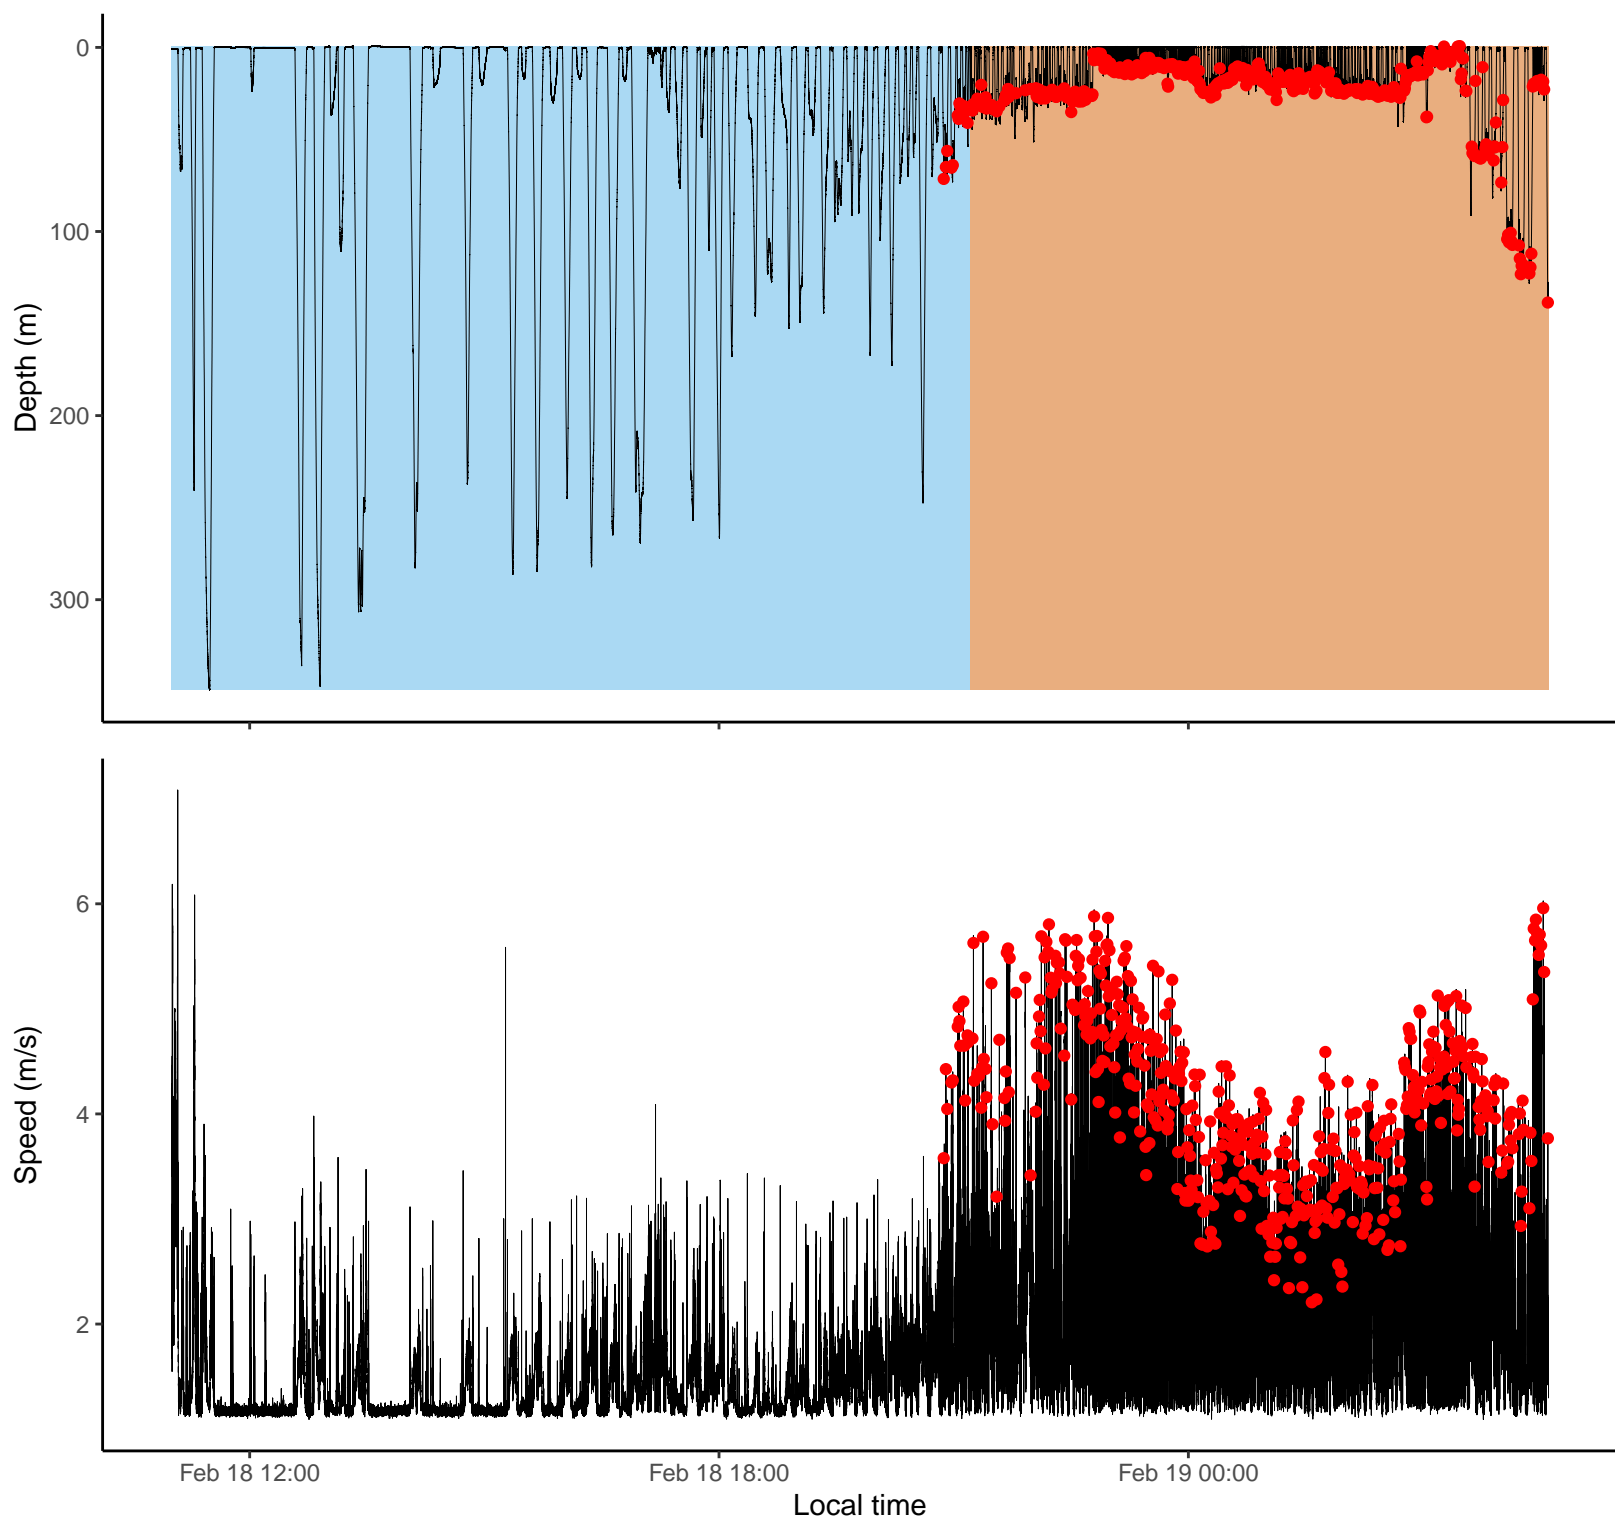 0
100
200
300
Depth (m)
6
4
2
Speed (m/s)
Feb 18 12:00
Feb 18 18:00
Feb 19 00:00
Local time